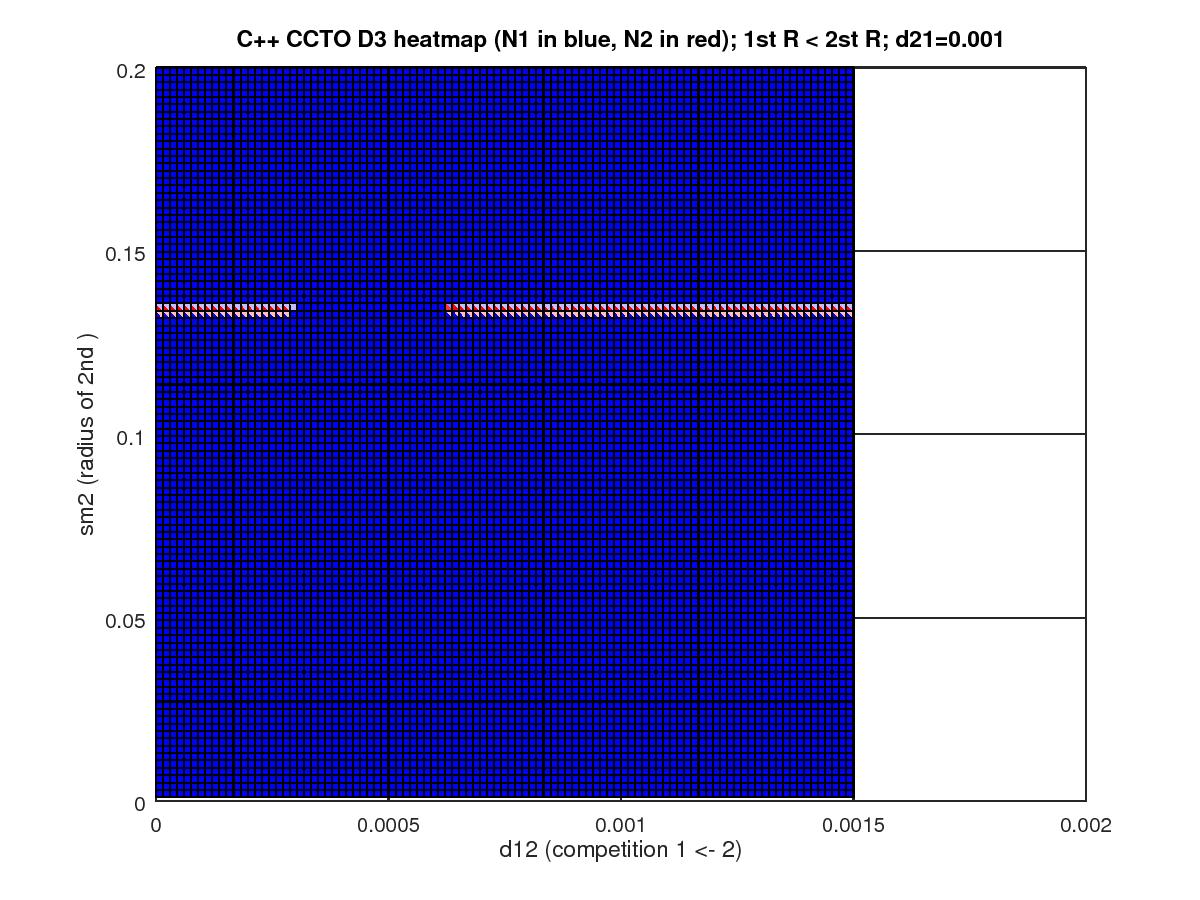 C++ CCTO D3 heatmap (N1 in blue, N2 in red); 1st R < 2st R; d21=0.001
0.2
0.15
0.1
0.05
0
sm2 (radius of 2nd )
0 0.0005 0.001 0.0015 0.002
d12 (competition 1 <- 2)